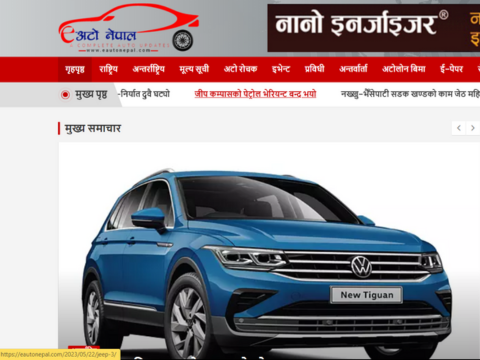 अटो नेपाल
A COMPLETE AUTO UPDATES
www.eautonepal.com
नानो इनर्जाइजर®
गृहपृष्ठ राष्ट्रिय अन्तर्राष्ट्रिय मूल्य सूची अटो रोचक इभेन्ट प्रविधी अन्तर्वार्ता अटोलोन बिमा ई-पेपर
मुख्य पृष्ठ -निर्यात दुवै घट्यो जीप कम्पासको पेट्रोल भेरियन्ट बन्द भयो नख्खु-भैँसेपाटी सडक खण्डको काम जेठ
मुख्य समाचार
New Tiguan
https://eautonepal.com/2023/05/22/jeep-3/